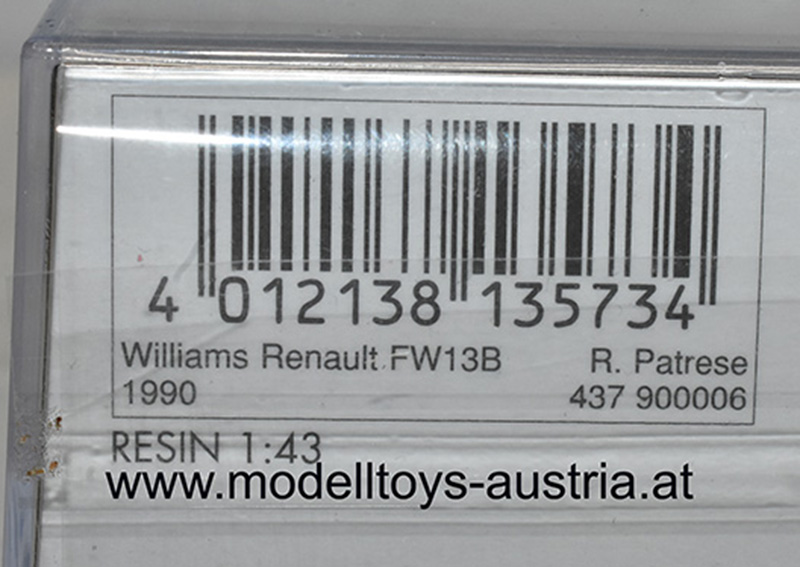 4 012138 135734
Williams Renault FW13B R. Patrese
1990 437 900006
RESIN 1:43
www.modelltoys-austria.at